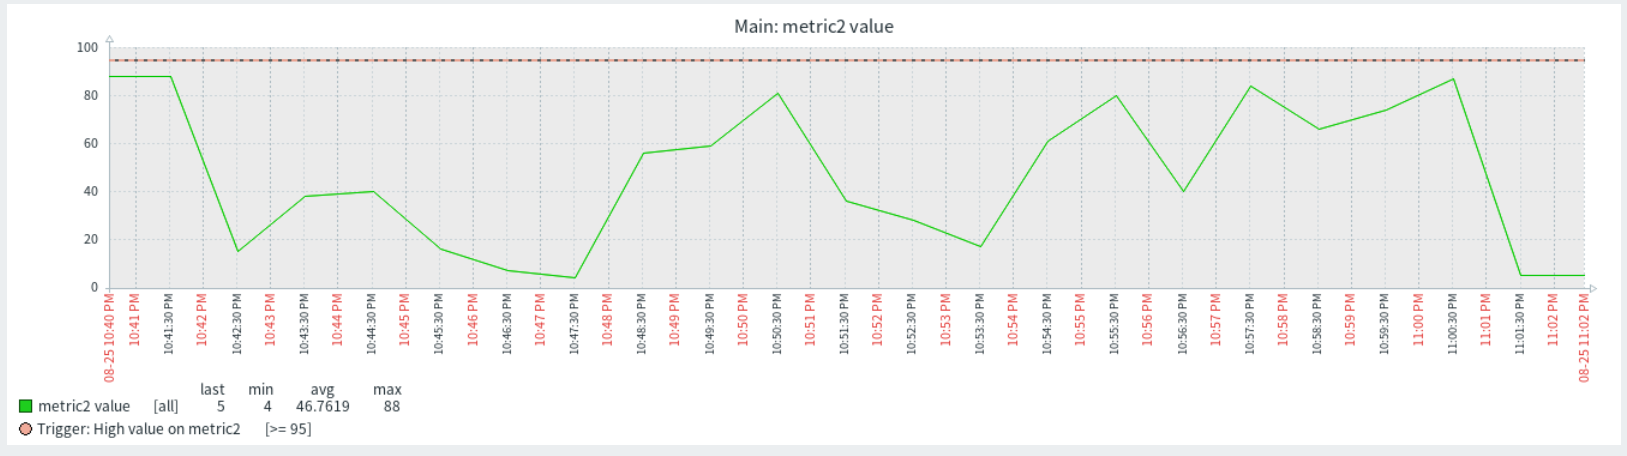 Main: metric2 value
100
80
60
40
20
0
08-25 10:40 PM
10:41 PM
10:41:30 PM
10:42 PM
10:42:30 PM
10:43 PM
10:43:30 PM
10:44 PM
10:44:30 PM
10:45 PM
10:45:30 PM
10:46 PM
10:46:30 PM
10:47 PM
10:47:30 PM
10:48 PM
10:48:30 PM
10:49 PM
10:49:30 PM
10:50 PM
10:50:30 PM
10:51 PM
10:51:30 PM
10:52 PM
10:52:30 PM
10:53 PM
10:53:30 PM
10:54 PM
10:54:30 PM
10:55 PM
10:55:30 PM
10:56 PM
10:56:30 PM
10:57 PM
10:57:30 PM
10:58 PM
10:58:30 PM
10:59 PM
10:59:30 PM
11:00 PM
11:00:30 PM
11:01 PM
11:01:30 PM
11:02 PM
08-25 11:02 PM
last min avg max
metric2 value [all] 5 4 46.7619 88
Trigger: High value on metric2 [>= 95]